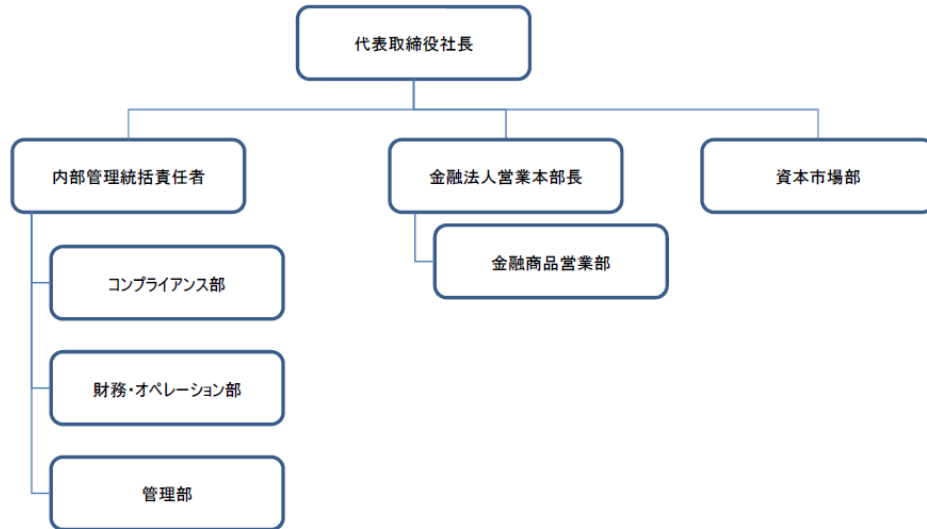 代表取締役社長
内部管理統括責任者
金融法人営業本部長
資本市場部
金融商品営業部
コンプライアンス部
財務・オペレーション部
管理部